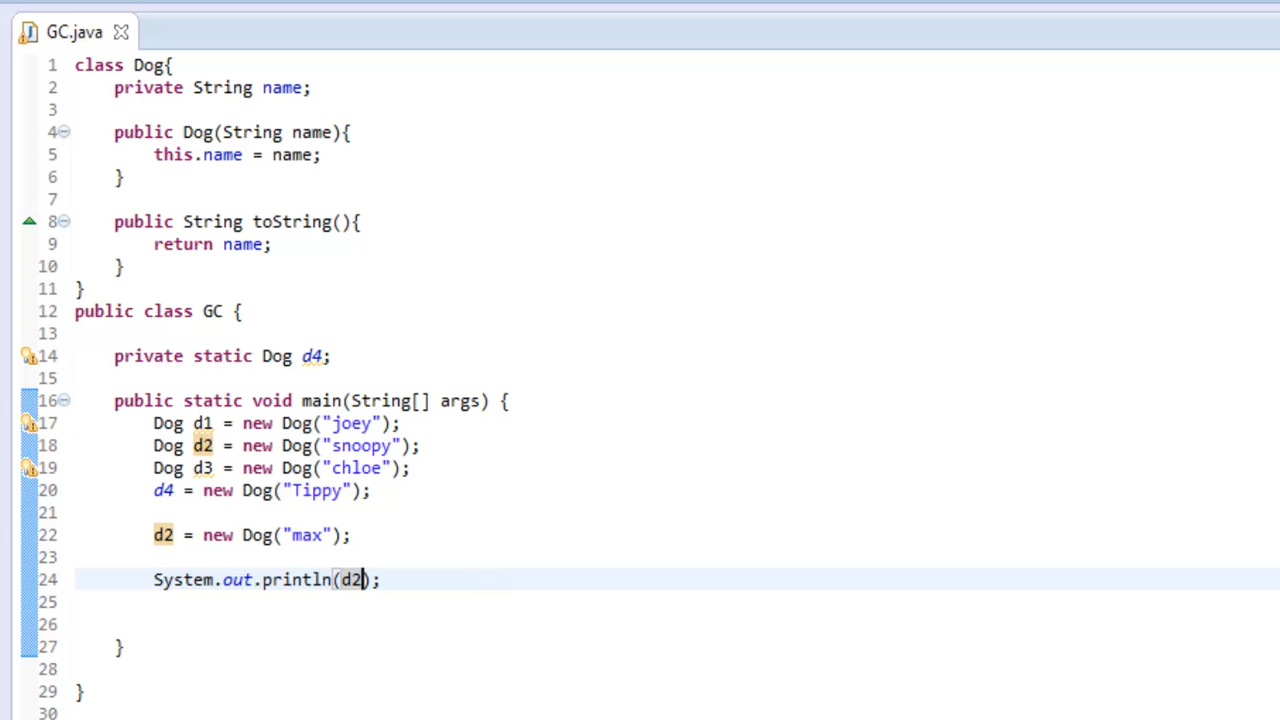 GC.java
1 class Dog{
2     private String name;
3
4     public Dog(String name){
5         this.name = name;
6     }
7
8     public String toString(){
9         return name;
10     }
11 }
12 public class GC {
13
14     private static Dog d4;
15
16     public static void main(String[] args) {
17         Dog d1 = new Dog("joey");
18         Dog d2 = new Dog("snoopy");
19         Dog d3 = new Dog("chloe");
20         d4 = new Dog("Tippy");
21
22         d2 = new Dog("max");
23
24         System.out.println(d2);
25
26
27     }
28
29 }
30